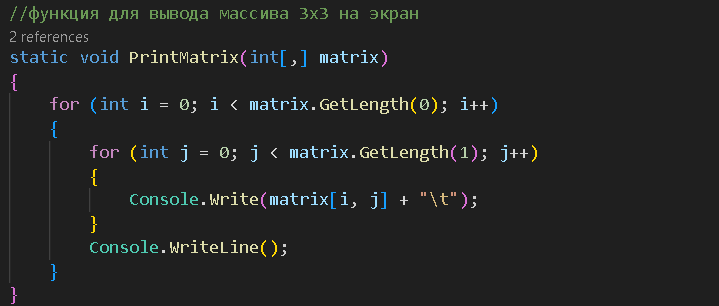 //функция для вывода массива 3х3 на экран
2 references
static void PrintMatrix(int[,] matrix)
{
    for (int i = 0; i < matrix.GetLength(0); i++)
    {
        for (int j = 0; j < matrix.GetLength(1); j++)
        {
            Console.Write(matrix[i, j] + "\t");
        }
        Console.WriteLine();
    }
}